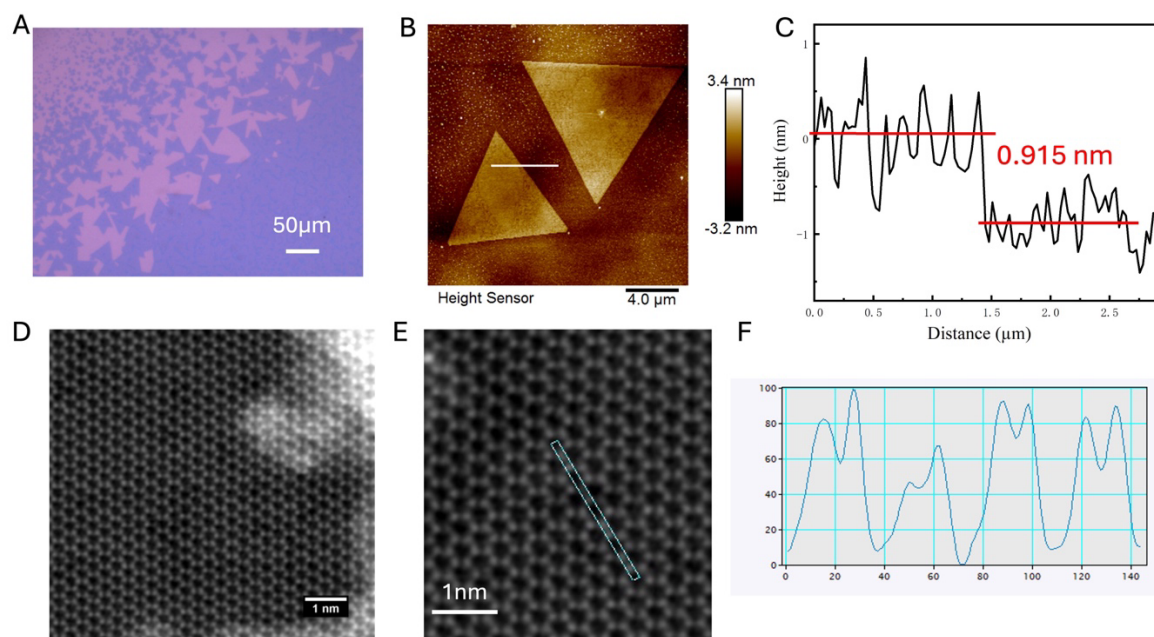 A
50μm
B
3.4 nm
-3.2 nm
Height Sensor
4.0 μm
C
Height (nm)
1
0
-1
0.915 nm
0.0
0.5
1.0
1.5
2.0
2.5
Distance (μm)
D
1 nm
E
1nm
F
100
80
60
40
20
0
0
20
40
60
80
100
120
140